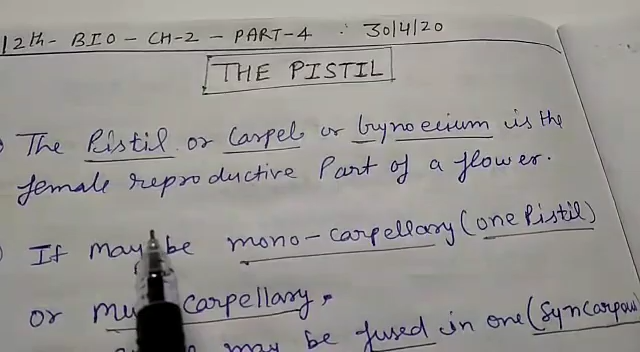 12th- BIO - CH-2 - PART-4 30/4/20
THE PISTIL
The Pistil or Carpel or Gynoecium is the
female reproductive Part of a flower.
If may be mono-carpellary (one Pistil)
or carpellary.
may be fused in one (Syncarpou